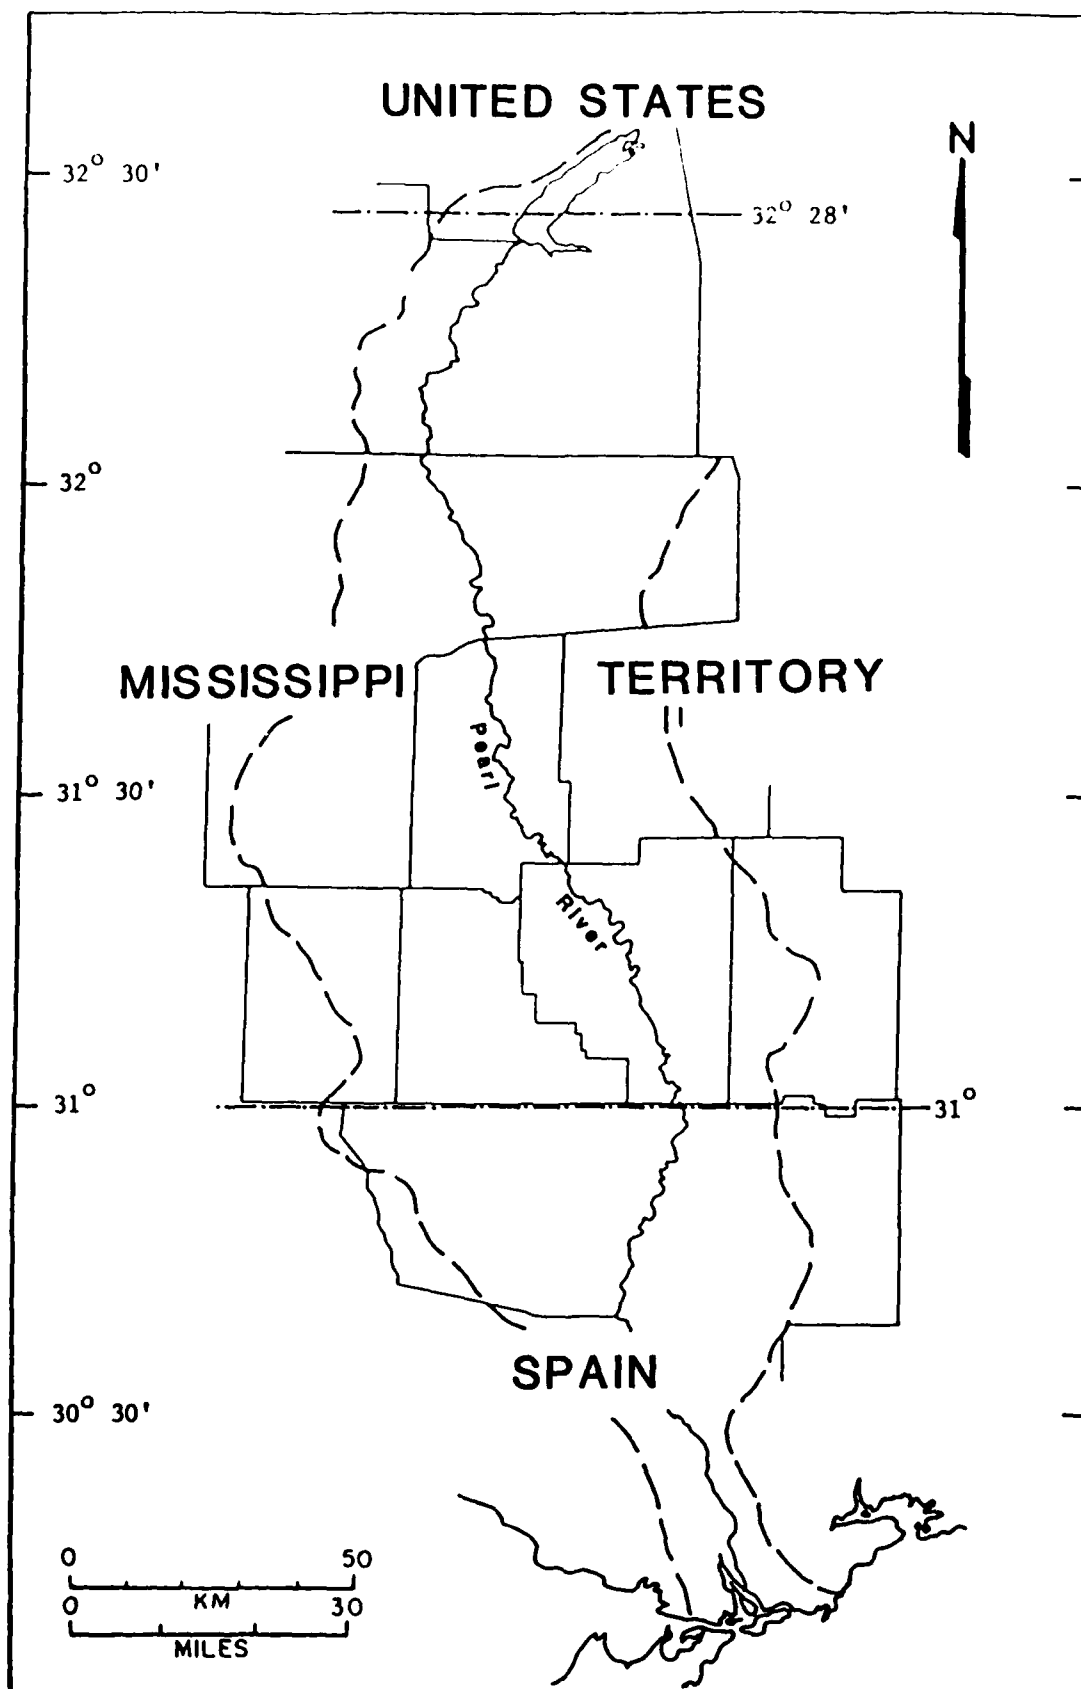 UNITED STATES
N
32° 30'
32° 28'
32°
MISSISSIPPI TERRITORY
Pearl
31° 30'
River
31°
31°
SPAIN
30° 30'
0 50
KM
0 30
MILES